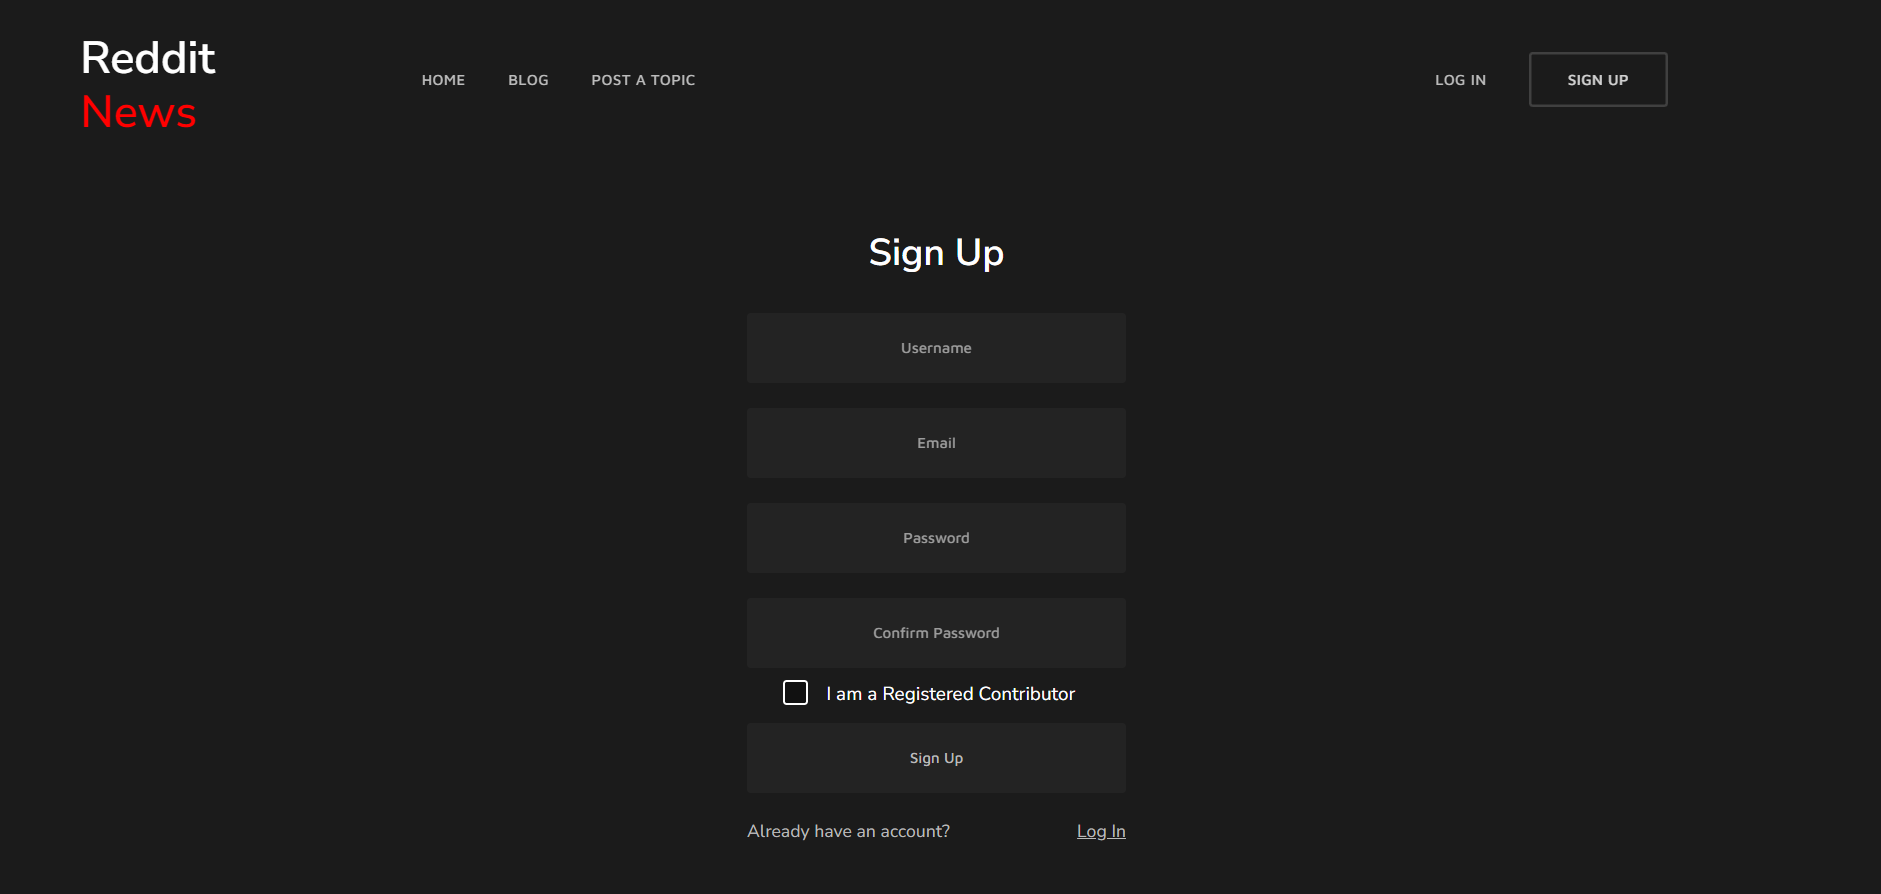 Reddit
News
HOME BLOG POST A TOPIC LOG IN SIGN UP
Sign Up
Username
Email
Password
Confirm Password
I am a Registered Contributor
Sign Up
Already have an account? Log In